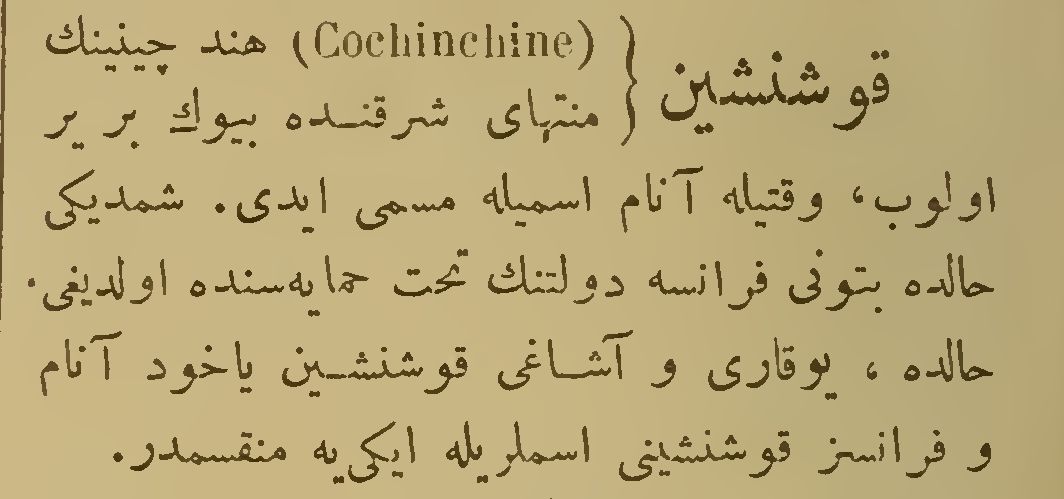 قوشنشین { (Cochinchine) هند چینینك
منتهای شرقنده بیوك بر یر
اولوب، وقتیله آنام اسمیله مسمی ایدی. شمدیکی
حالده بتونی فرانسه دولتنك تحت حمایه‌سنده اولدیغی
حالده ، یوقاری و آشاغی قوشنشین یاخود آنام
و فرانسز قوشنشینی اسملریله ایکی‌یه منقسمدر.